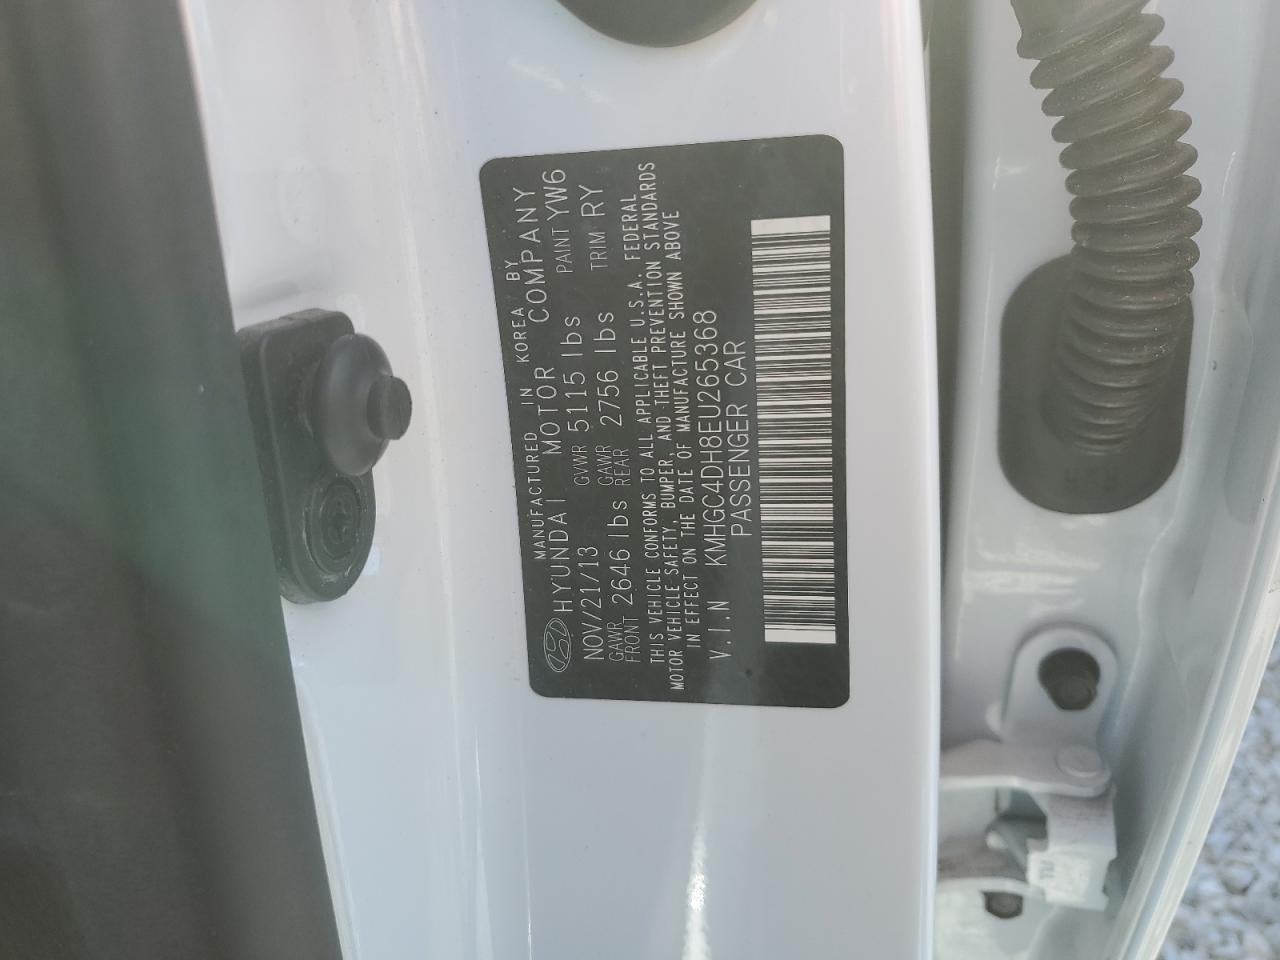 MANUFACTURED IN KOREA BY
HYUNDAI MOTOR COMPANY
NOV/21/13 GVWR 5115 lbs PAINT YW6
GAWR FRONT 2646 lbs GAWR REAR 2756 lbs TRIM RY
THIS VEHICLE CONFORMS TO ALL APPLICABLE U.S.A. FEDERAL
MOTOR VEHICLE SAFETY, BUMPER, AND THEFT PREVENTION STANDARDS
IN EFFECT ON THE DATE OF MANUFACTURE SHOWN ABOVE
V.I.N KMHGC4DH8EU265368
PASSENGER CAR